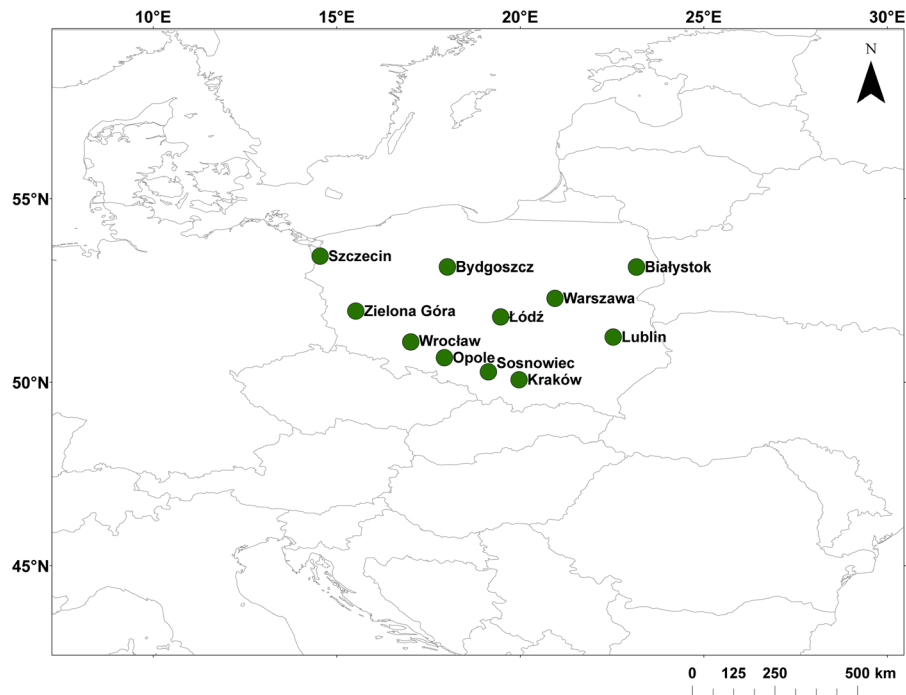 10°E 15°E 20°E 25°E 30°E
N
55°N
Szczecin
Bydgoszcz
Białystok
Warszawa
Zielona Góra
Łódź
Wrocław
Lublin
Opole
Sosnowiec
50°N
Kraków
45°N
0 125 250 500 km